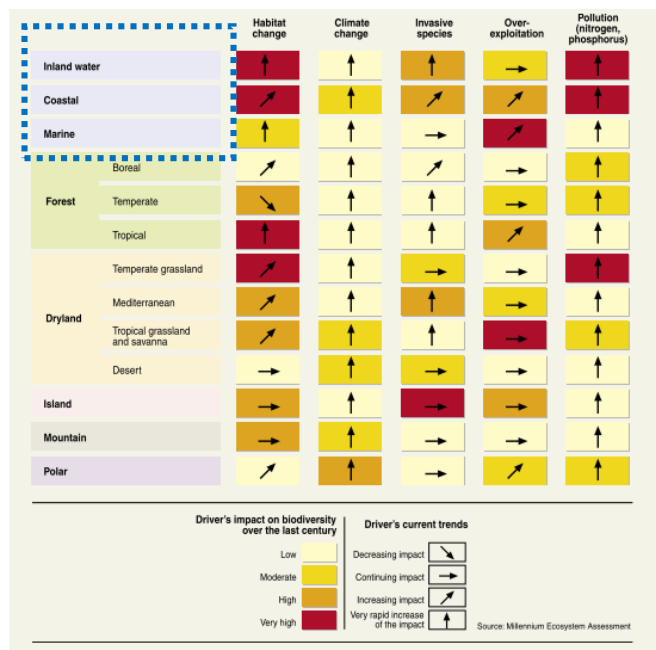 Habitat change
Climate change
Invasive species
Over-exploitation
Pollution (nitrogen, phosphorus)
Inland water
Coastal
Marine
Forest
Boreal
Temperate
Tropical
Dryland
Temperate grassland
Mediterranean
Tropical grassland
and savanna
Desert
Island
Mountain
Polar
Driver's impact on biodiversity
over the last century
Low
Moderate
High
Very high
Driver's current trends
Decreasing impact
Continuing impact
Increasing impact
Very rapid increase
of the impact
Source: Millennium Ecosystem Assessment